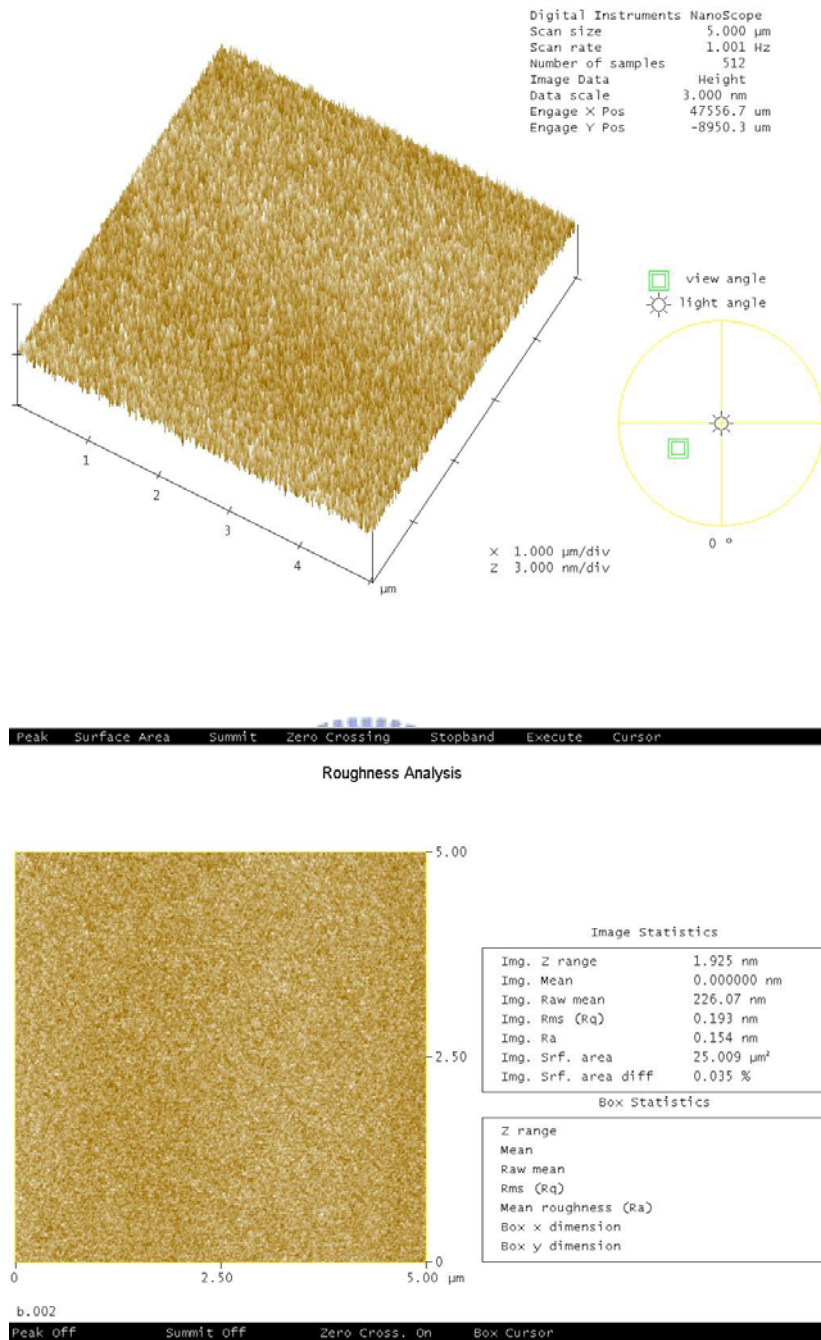 Digital Instruments NanoScope
Scan size 5.000 µm
Scan rate 1.001 Hz
Number of samples 512
Image Data Height
Data scale 3.000 nm
Engage X Pos 47556.7 um
Engage Y Pos -8950.3 um
view angle
light angle
0 º
1
2
3
4
µm
X 1.000 µm/div
Z 3.000 nm/div
Peak Surface Area Summit Zero Crossing Stopband Execute Cursor
Roughness Analysis
5.00
2.50
0
0 2.50 5.00 µm
Image Statistics
Img. Z range 1.925 nm
Img. Mean 0.000000 nm
Img. Raw mean 226.07 nm
Img. Rms (Rq) 0.193 nm
Img. Ra 0.154 nm
Img. Srf. area 25.009 µm²
Img. Srf. area diff 0.035 %
Box Statistics
Z range
Mean
Raw mean
Rms (Rq)
Mean roughness (Ra)
Box x dimension
Box y dimension
b.002
Peak Off Summit Off Zero Cross. On Box Cursor